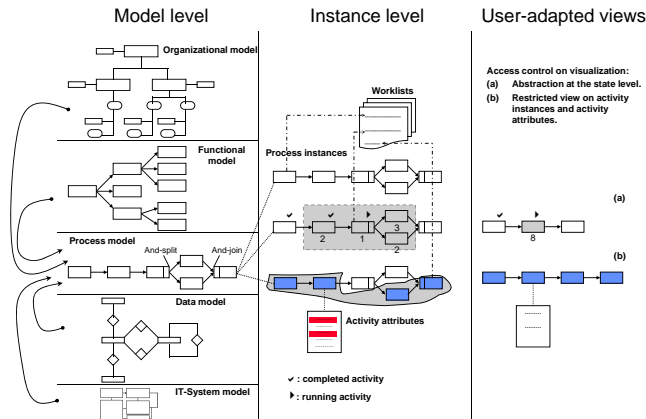 Model level
Instance level
User-adapted views
Organizational model
Functional model
Process model
And-split
And-join
Data model
IT-System model
Worklists
Process instances
2
1
3
2
Activity attributes
: completed activity
: running activity
Access control on visualization:
(a) Abstraction at the state level.
(b) Restricted view on activity
instances and activity
attributes.
(a)
8
(b)